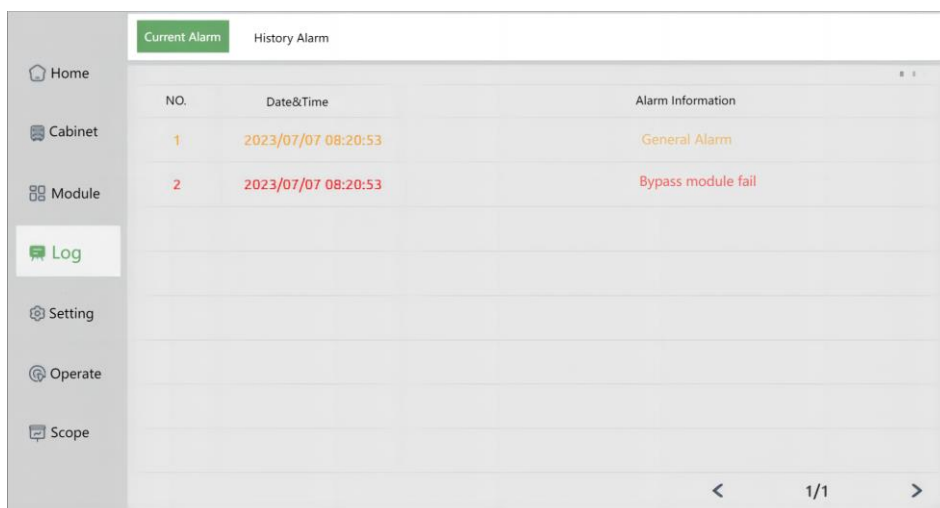 Current Alarm History Alarm
Home
NO. Date&Time Alarm Information
Cabinet
1 2023/07/07 08:20:53 General Alarm
2 2023/07/07 08:20:53 Bypass module fail
Module
Log
Setting
Operate
Scope
< 1/1 >